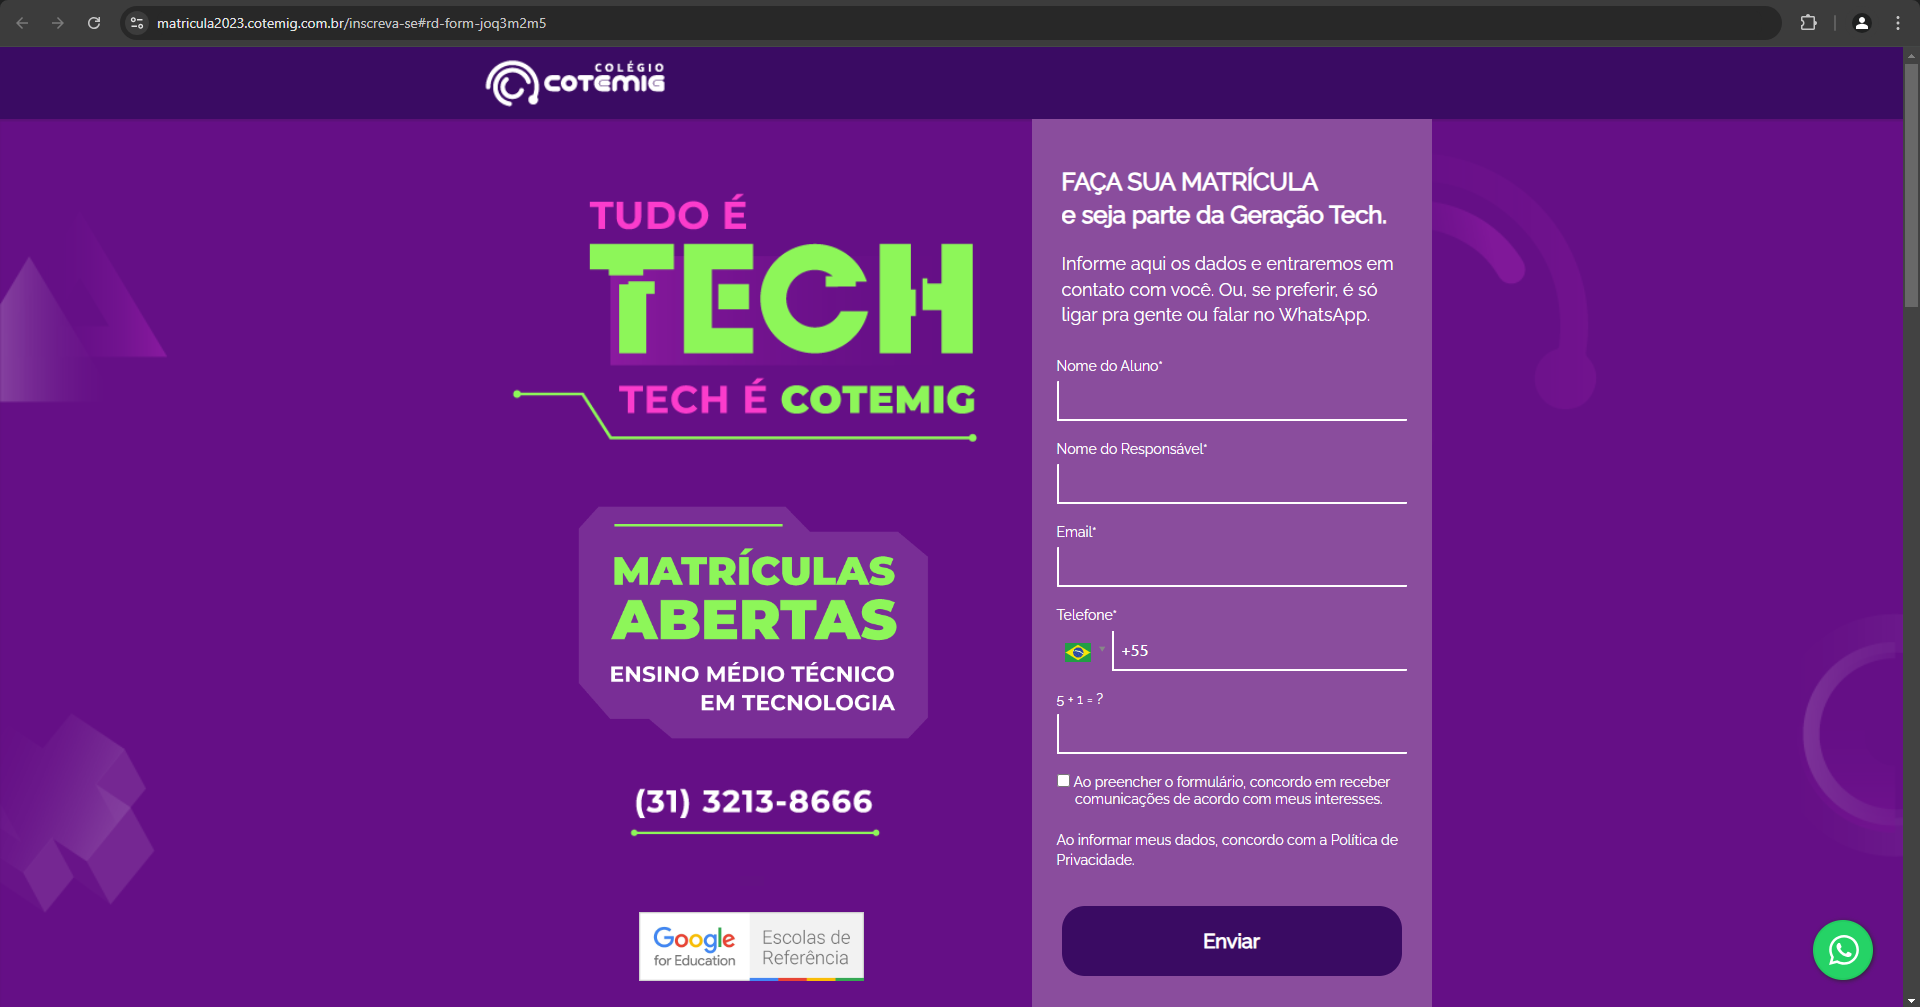 matricula2023.cotemig.com.br/inscreva-se#rd-form-joq3m2m5
COLÉGIO
COTEMIG
TUDO É
TECH
TECH É COTEMIG
MATRÍCULAS
ABERTAS
ENSINO MÉDIO TÉCNICO
EM TECNOLOGIA
(31) 3213-8666
Google
for Education
Escolas de
Referência
FAÇA SUA MATRÍCULA
e seja parte da Geração Tech.
Informe aqui os dados e entraremos em
contato com você. Ou, se preferir, é só
ligar pra gente ou falar no WhatsApp.
Nome do Aluno*
Nome do Responsável*
Email*
Telefone*
+55
5 + 1 = ?
Ao preencher o formulário, concordo em receber
comunicações de acordo com meus interesses.
Ao informar meus dados, concordo com a Política de
Privacidade.
Enviar